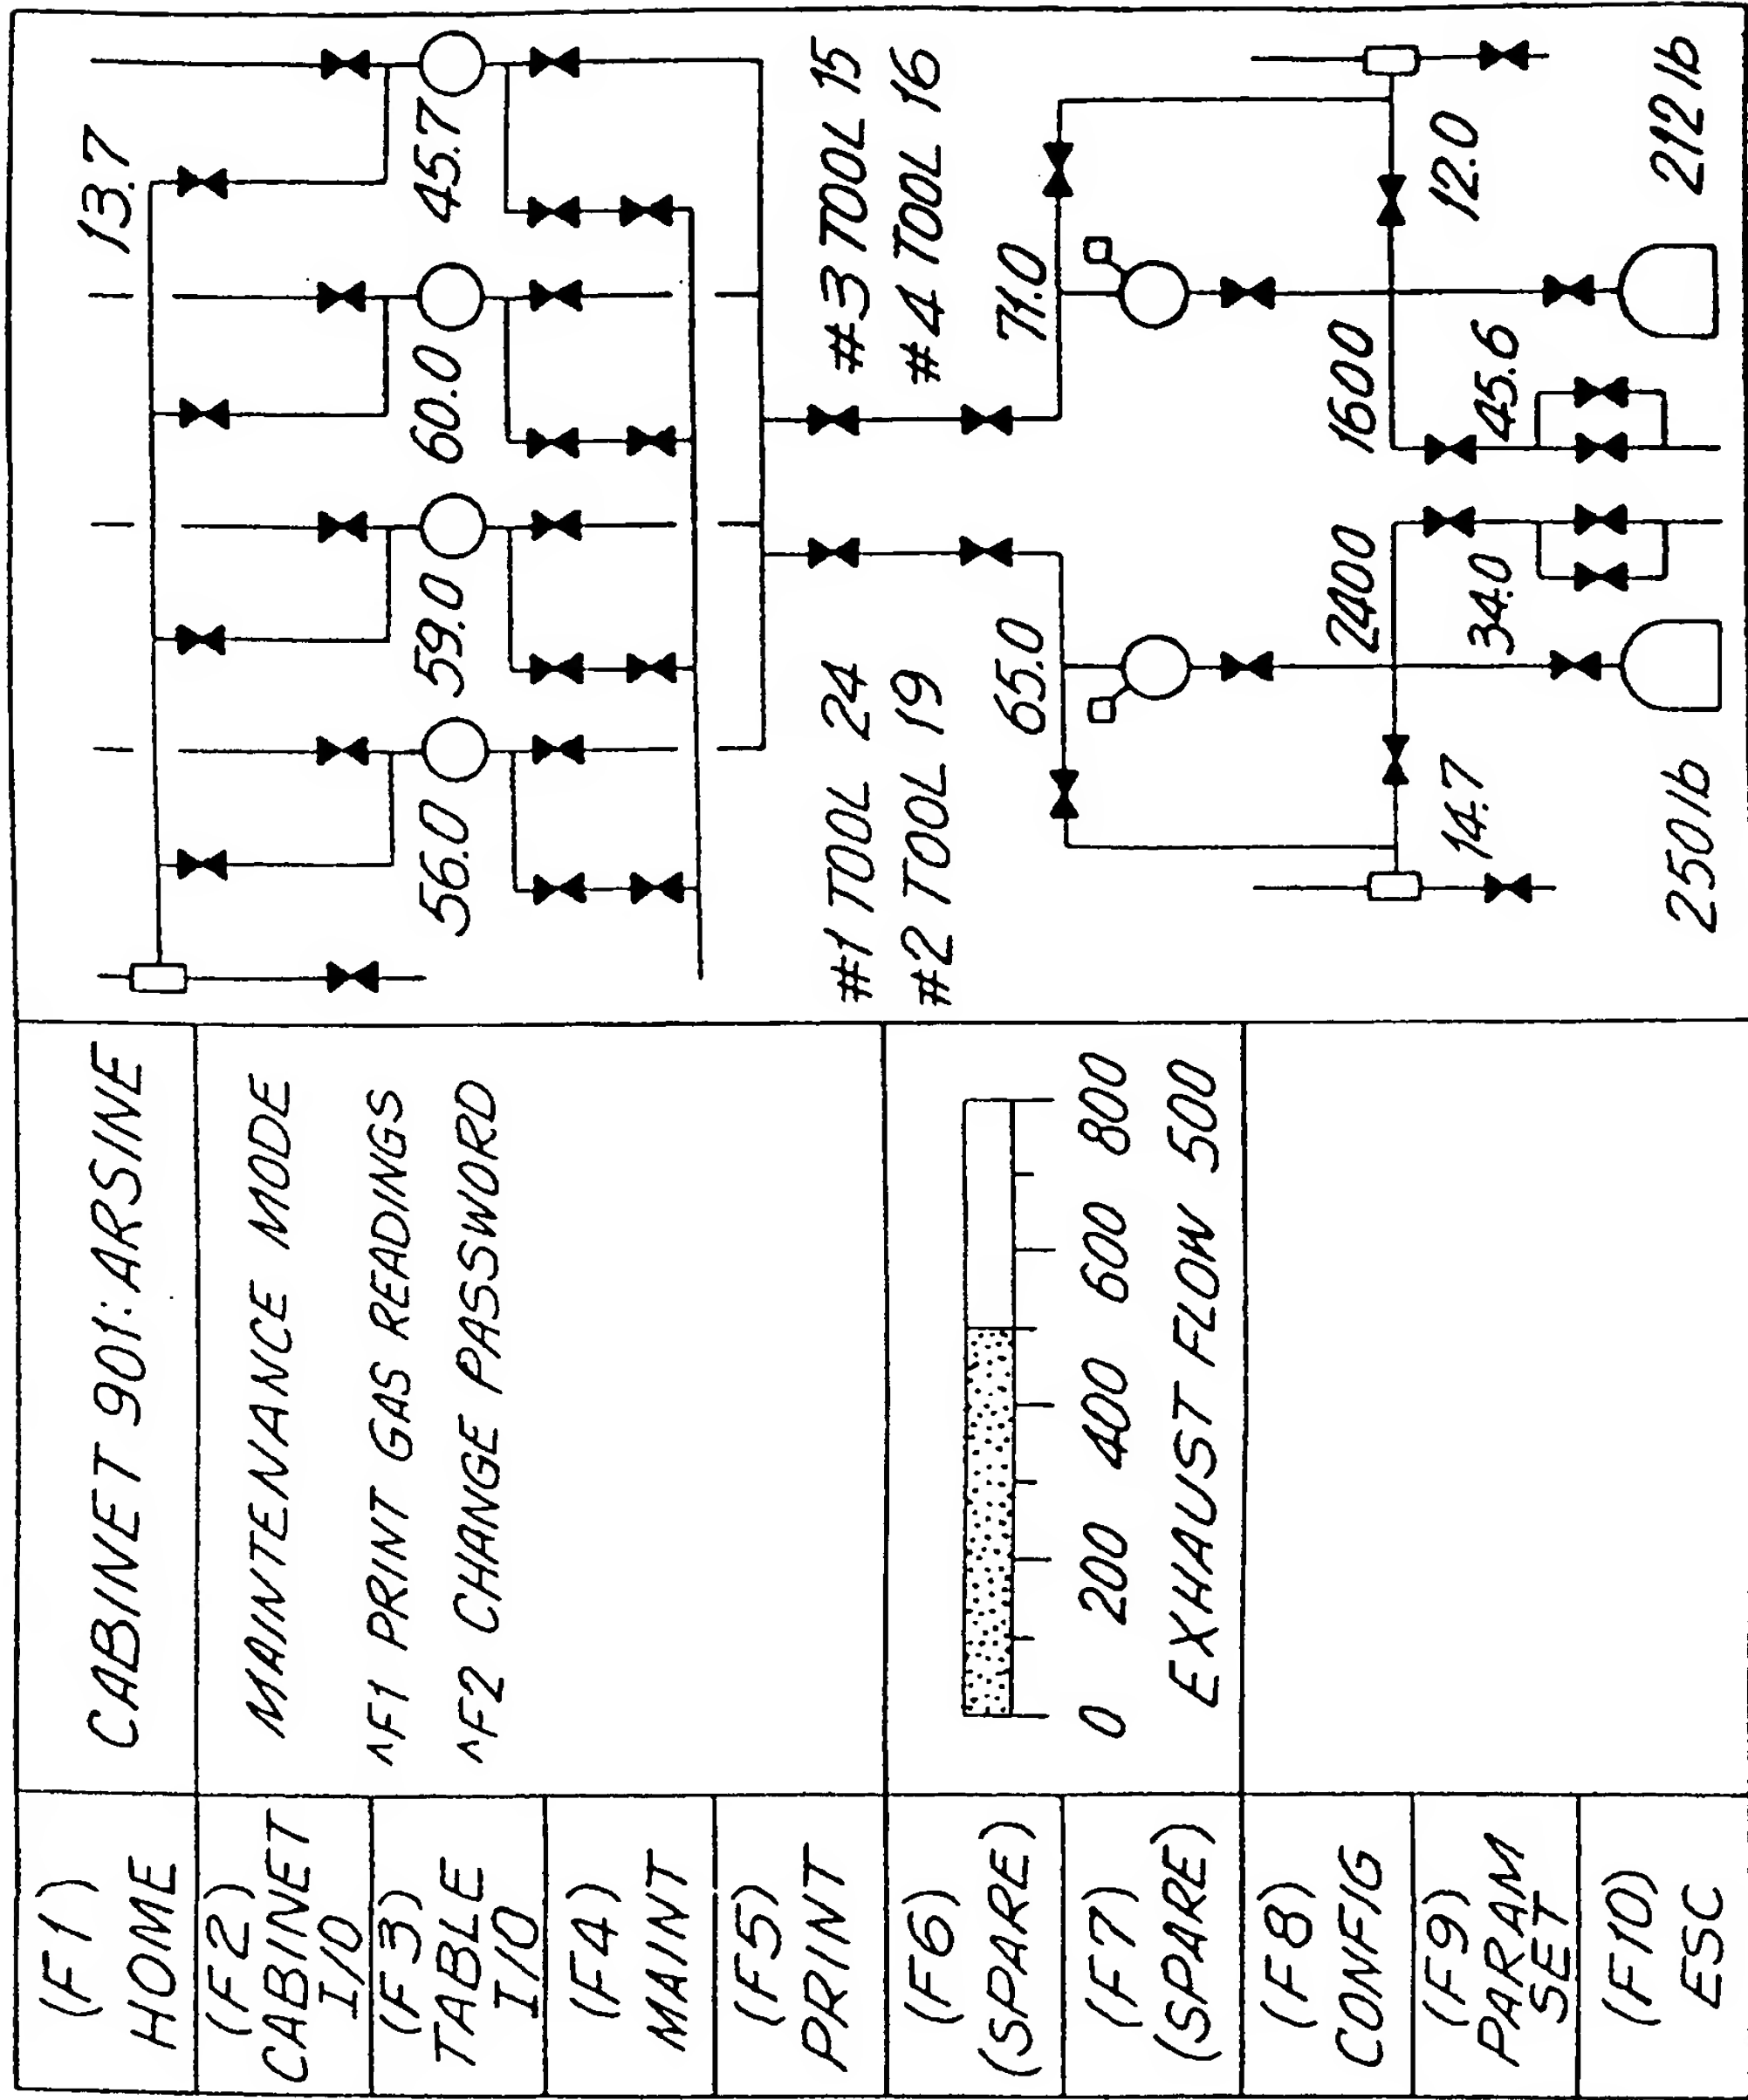 (F1)
HOME
(F2)
CABINET
I/O
(F3)
TABLE
I/O
(F4)
MAINT
(F5)
PRINT
(F6)
(SPARE)
(F7)
(SPARE)
(F8)
CONFIG
(F9)
PARAM
SET
(F10)
ESC
CABINET 901: ARSINE
MAINTENANCE MODE
^F1 PRINT GAS READINGS
^F2 CHANGE PASSWORD
0 200 400 600 800
EXHAUST FLOW 500
13.7
56.0 59.0 60.0 45.7
#1 TOOL 24 #3 TOOL 15
#2 TOOL 19 #4 TOOL 16
65.0 71.0
2400 1600
14.7 34.0 45.6 12.0
250 lb 212 lb